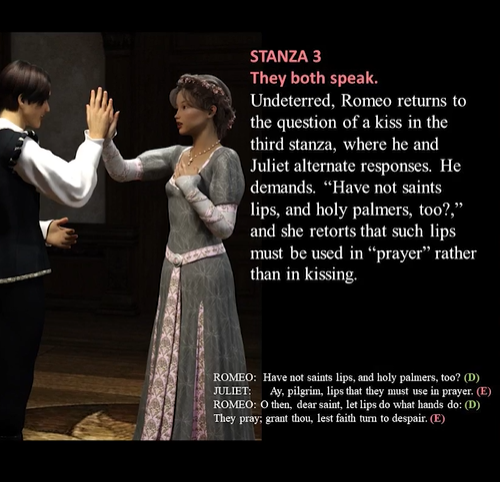 STANZA 3
They both speak.
Undeterred, Romeo returns to
the question of a kiss in the
third stanza, where he and
Juliet alternate responses. He
demands. “Have not saints
lips, and holy palmers, too?,”
and she retorts that such lips
must be used in “prayer” rather
than in kissing.
ROMEO: Have not saints lips, and holy palmers, too? (D)
JULIET: Ay, pilgrim, lips that they must use in prayer. (E)
ROMEO: O then, dear saint, let lips do what hands do: (D)
They pray; grant thou, lest faith turn to despair. (E)